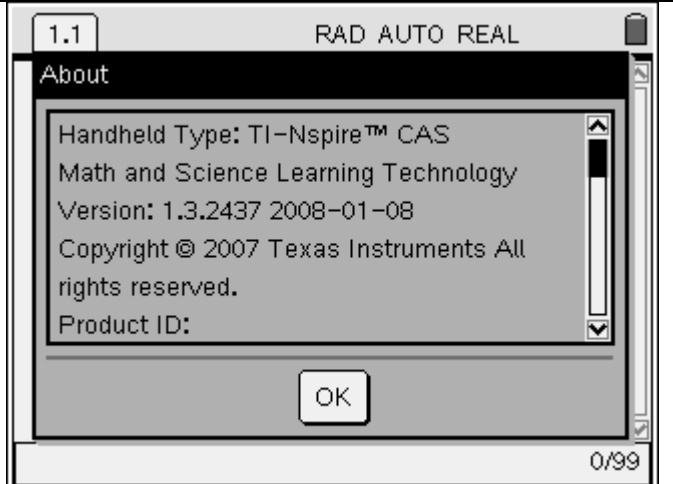 1.1 RAD AUTO REAL
About
Handheld Type: TI-Nspire™ CAS
Math and Science Learning Technology
Version: 1.3.2437 2008-01-08
Copyright © 2007 Texas Instruments All
rights reserved.
Product ID:
OK
0/99